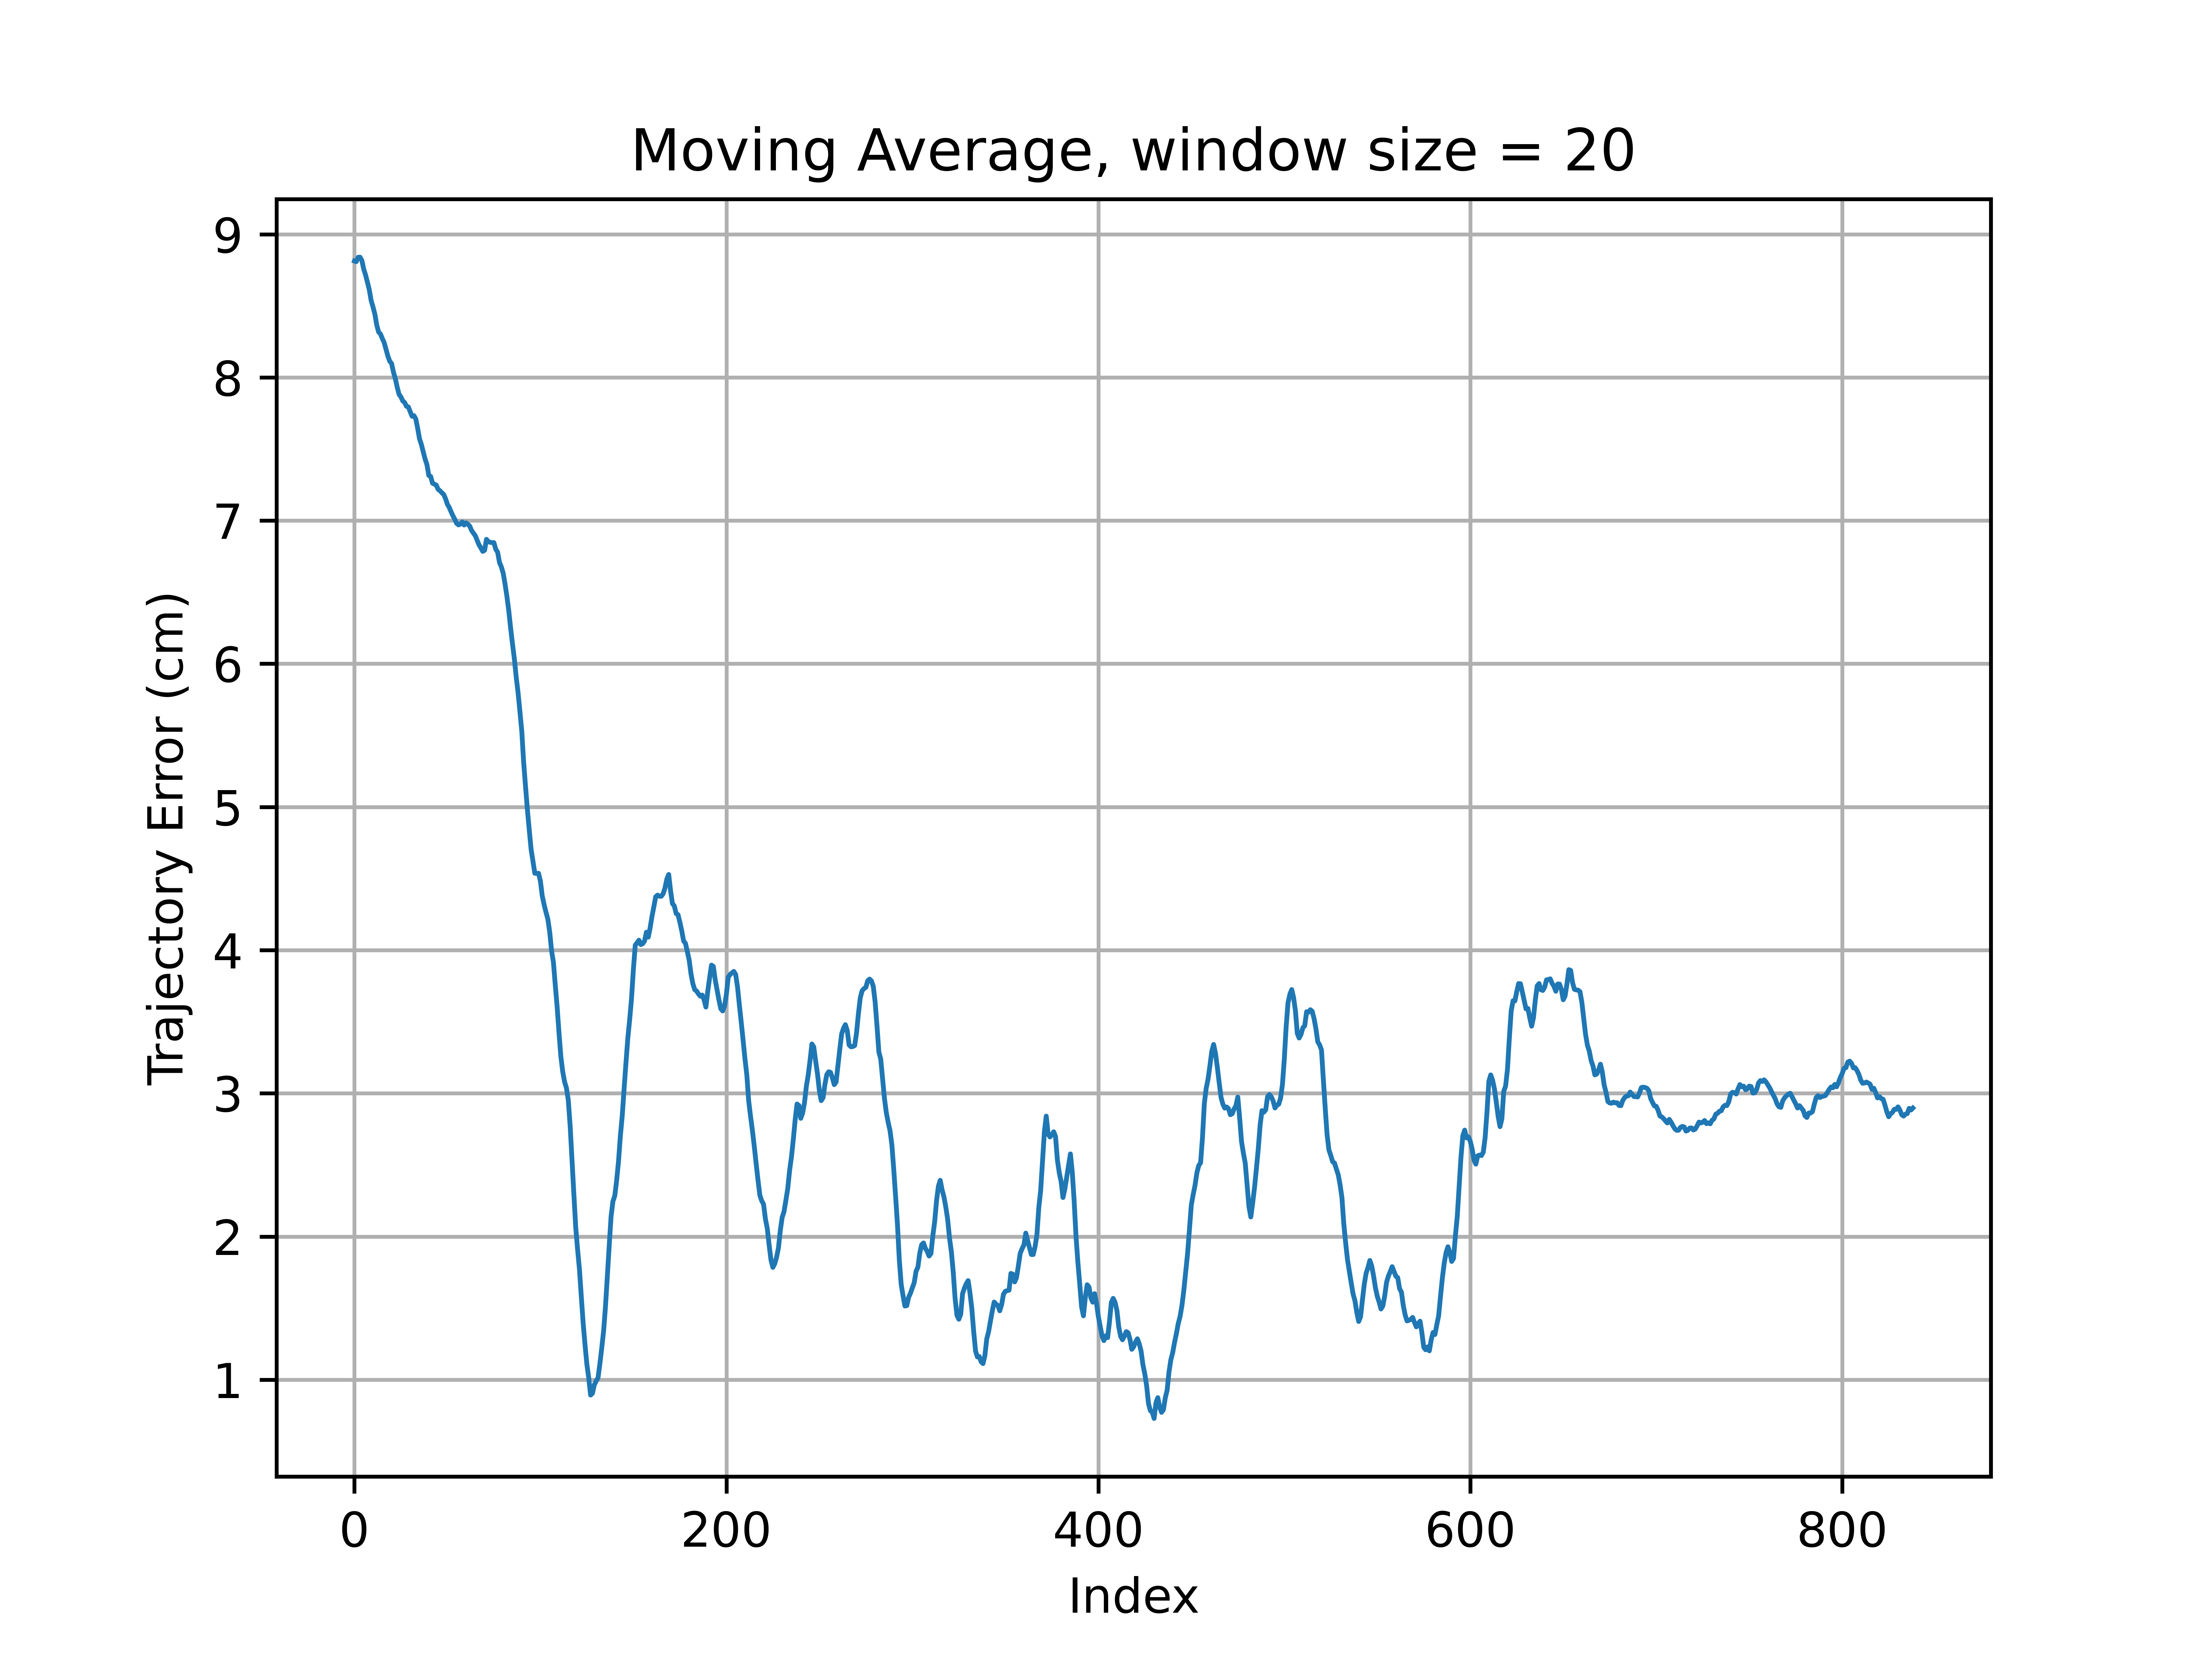 Moving Average, window size = 20
Trajectory Error (cm)
9
8
7
6
5
4
3
2
1
0 200 400 600 800
Index